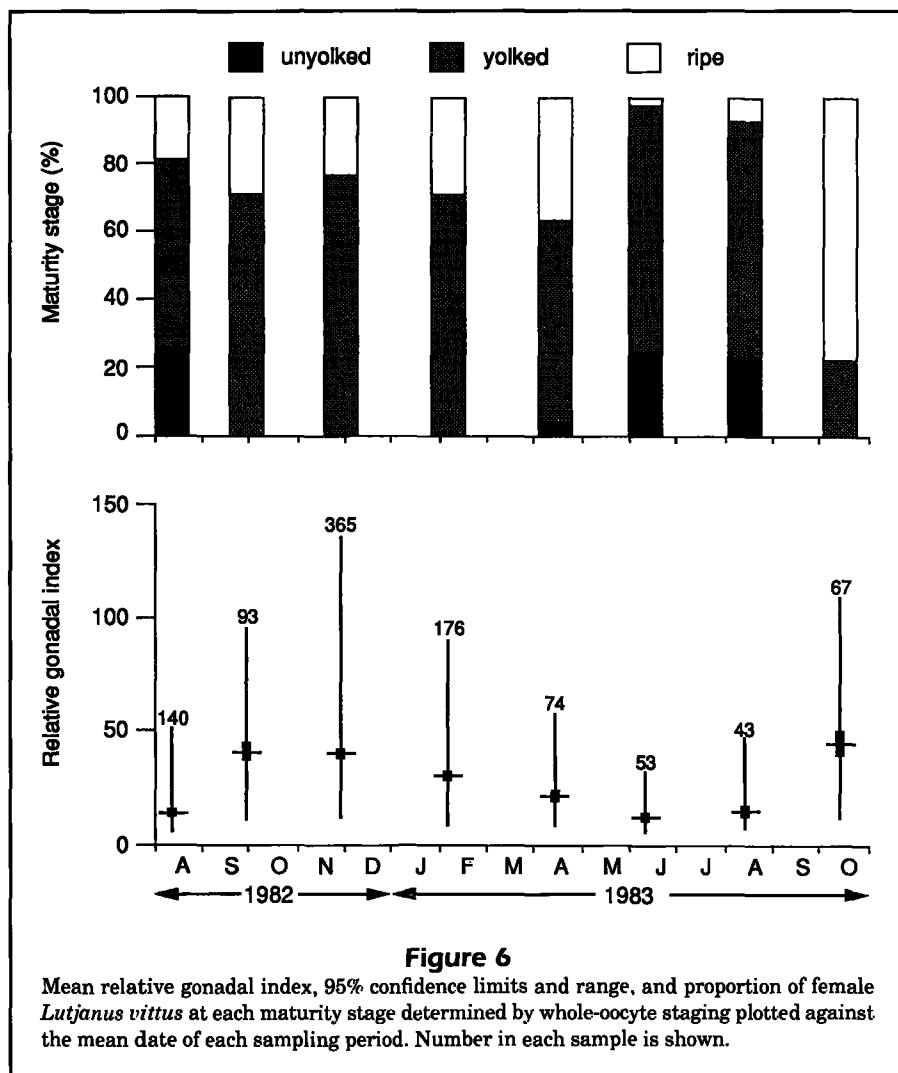 unyolked yolked ripe
Maturity stage (%)
100
80
60
40
20
0
Relative gonadal index
150
100
50
0
140
93
365
176
74
53
43
67
A S O N D J F M A M J J A S O
1982 1983
Figure 6
Mean relative gonadal index, 95% confidence limits and range, and proportion of female
Lutjanus vittus at each maturity stage determined by whole-oocyte staging plotted against
the mean date of each sampling period. Number in each sample is shown.